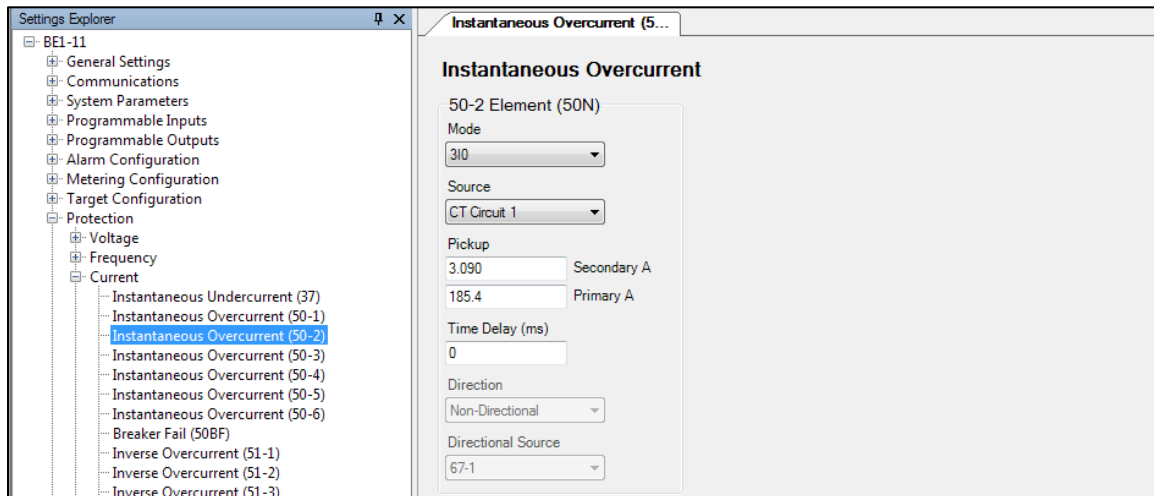 Settings Explorer
BE1-11
General Settings
Communications
System Parameters
Programmable Inputs
Programmable Outputs
Alarm Configuration
Metering Configuration
Target Configuration
Protection
Voltage
Frequency
Current
Instantaneous Undercurrent (37)
Instantaneous Overcurrent (50-1)
Instantaneous Overcurrent (50-2)
Instantaneous Overcurrent (50-3)
Instantaneous Overcurrent (50-4)
Instantaneous Overcurrent (50-5)
Instantaneous Overcurrent (50-6)
Breaker Fail (50BF)
Inverse Overcurrent (51-1)
Inverse Overcurrent (51-2)
Inverse Overcurrent (51-3)
Instantaneous Overcurrent (5...
Instantaneous Overcurrent
50-2 Element (50N)
Mode
3I0
Source
CT Circuit 1
Pickup
3.090 Secondary A
185.4 Primary A
Time Delay (ms)
0
Direction
Non-Directional
Directional Source
67-1